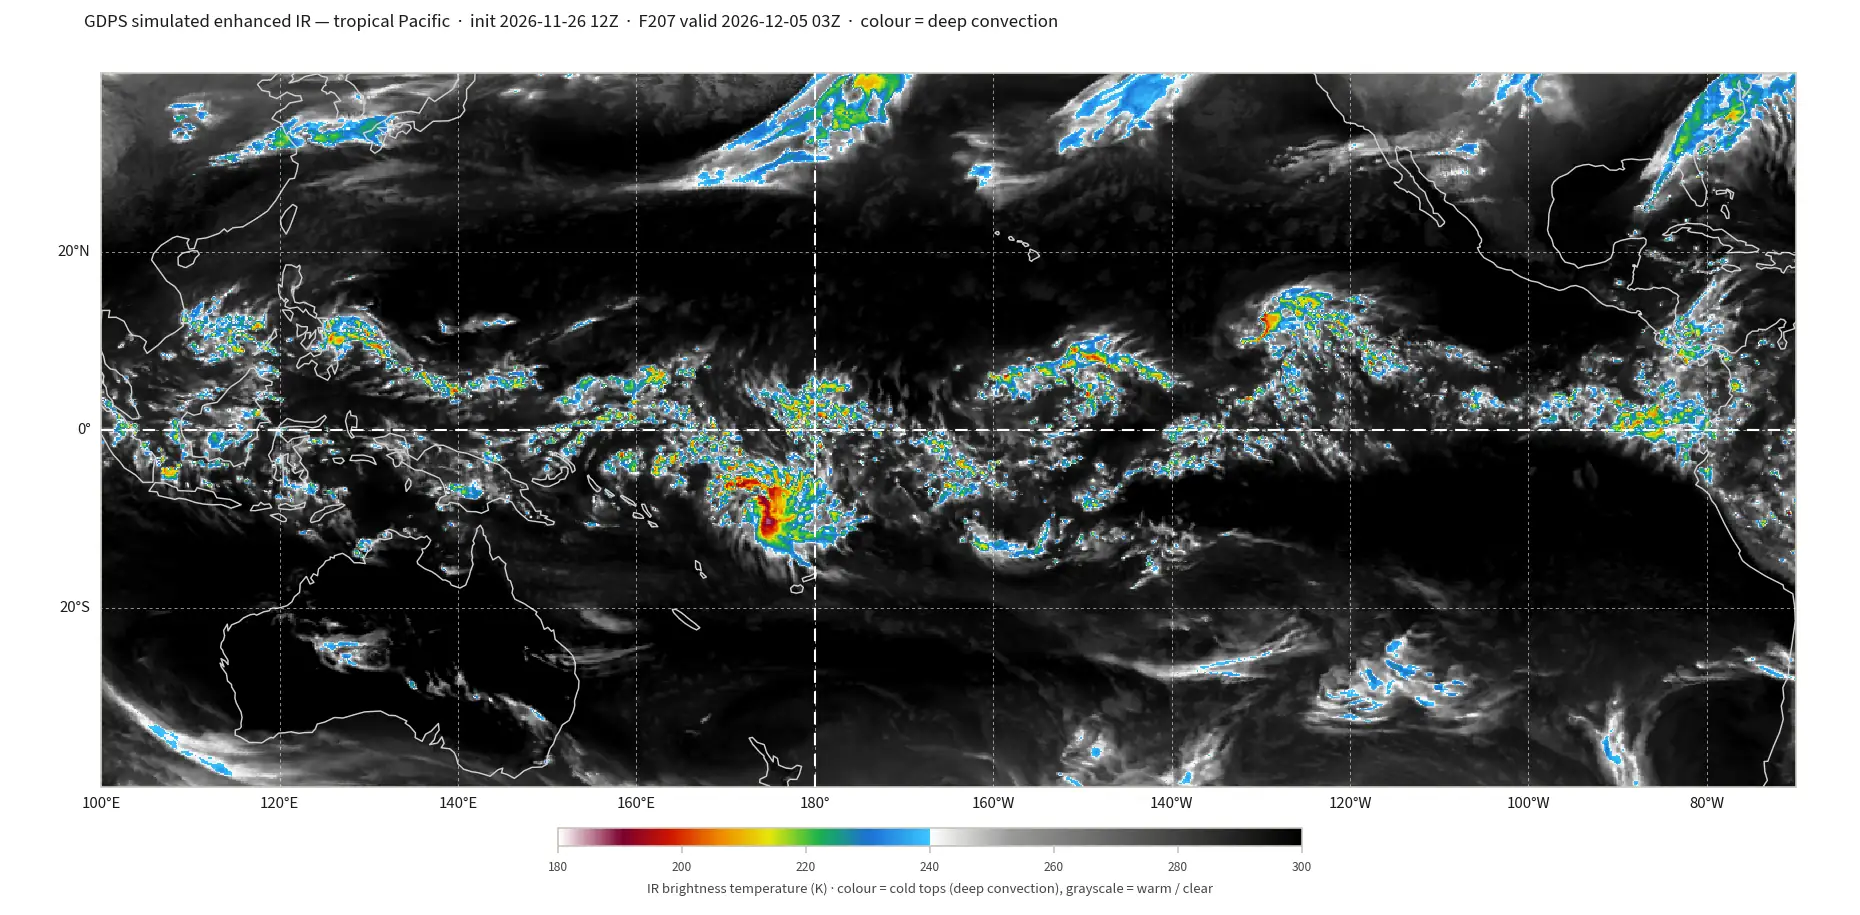 GDPS simulated enhanced IR — tropical Pacific · init 2026-11-26 12Z · F207 valid 2026-12-05 03Z · colour = deep convection
20°N
0°
20°S
100°E 120°E 140°E 160°E 180° 160°W 140°W 120°W 100°W 80°W
180 200 220 240 260 280 300
IR brightness temperature (K) · colour = cold tops (deep convection), grayscale = warm / clear